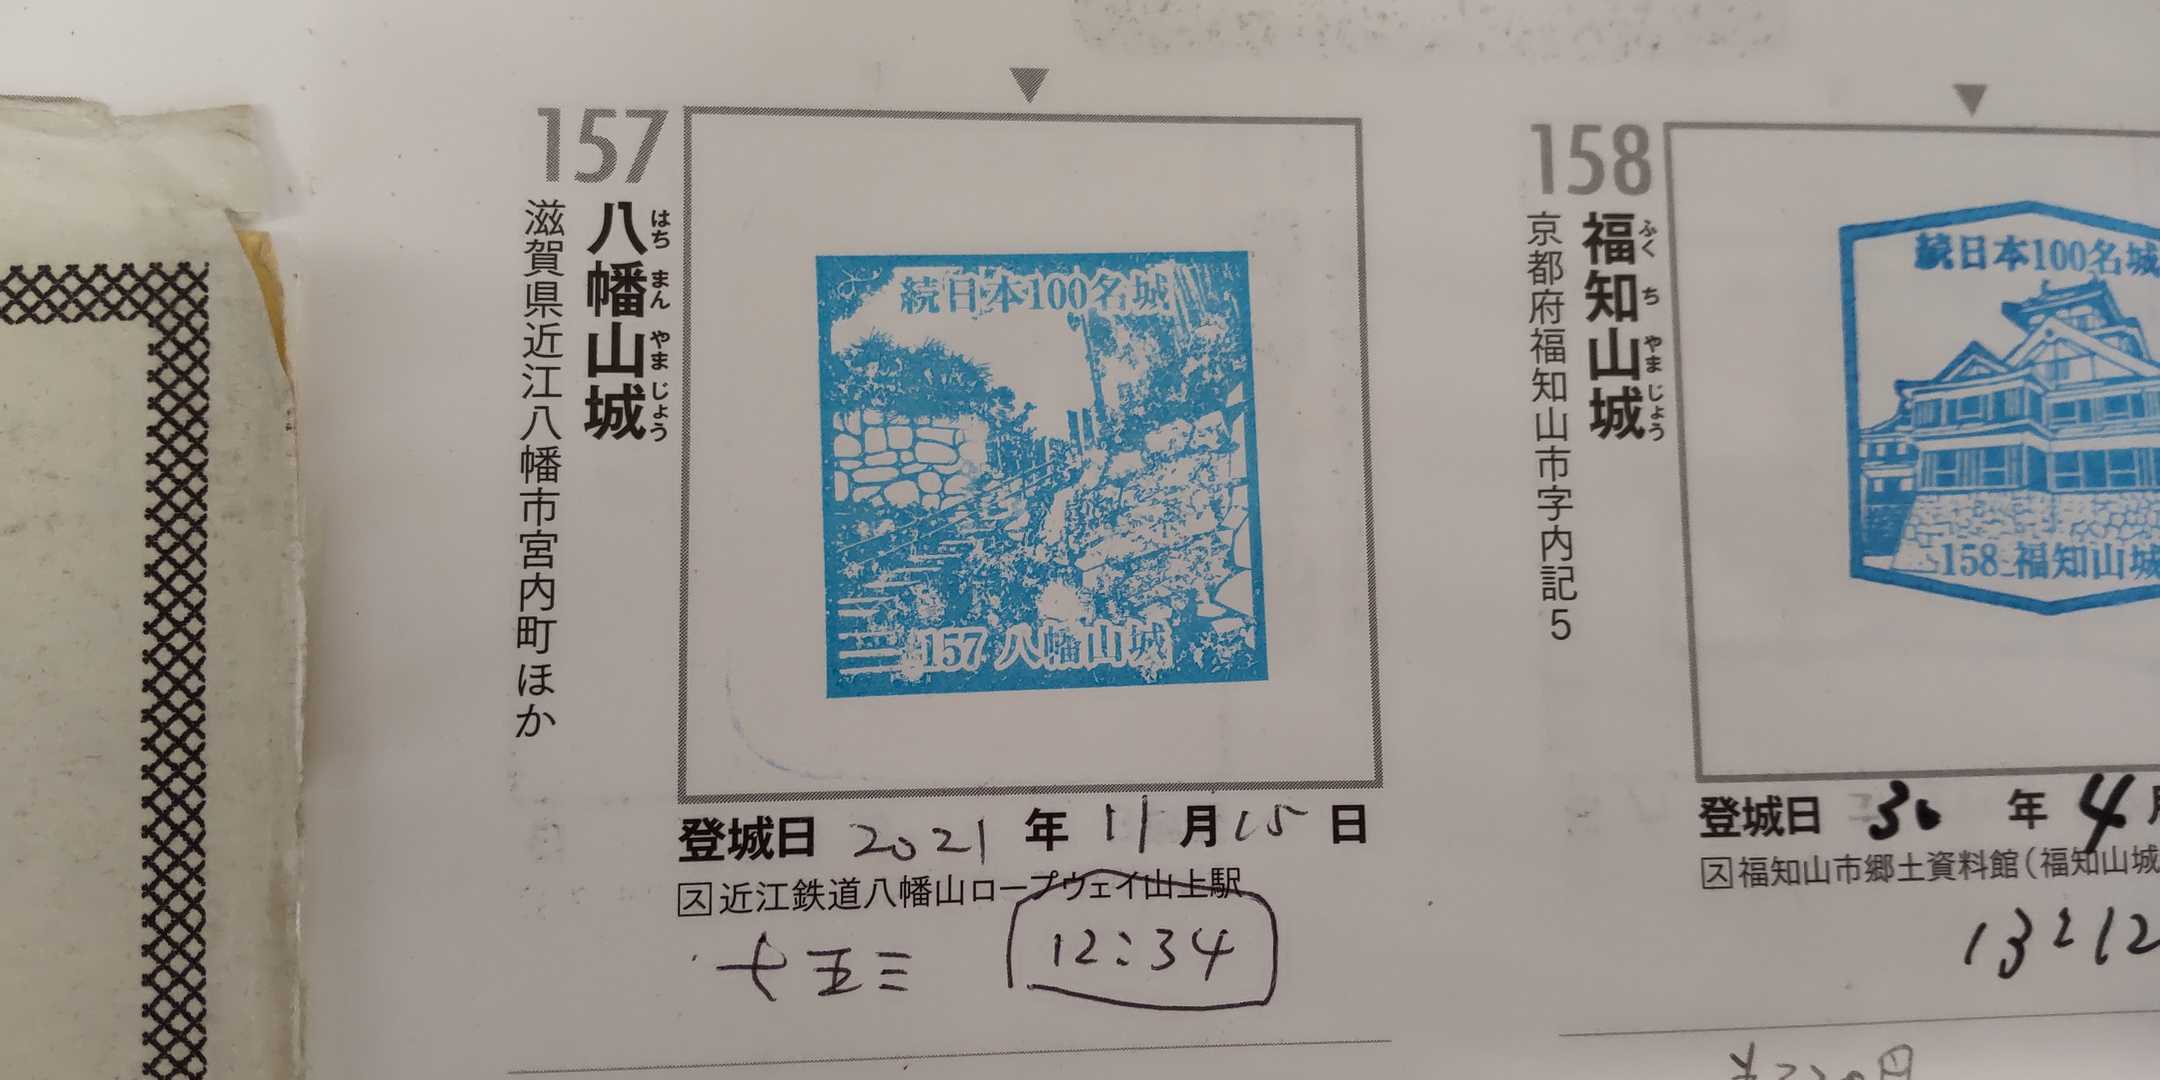 157
八幡山城
はちまんやまじょう
滋賀県近江八幡市宮内町ほか
続日本100名城
157 八幡山城
登城日 2021 年 11 月 15 日
ス 近江鉄道八幡山ロープウェイ山上駅
七五三 12:34
158
福知山城
ふくちやまじょう
京都府福知山市字内記5
続日本100名城
158 福知山城
登城日 30 年 4 月
ス 福知山市郷土資料館(福知山城
13:12